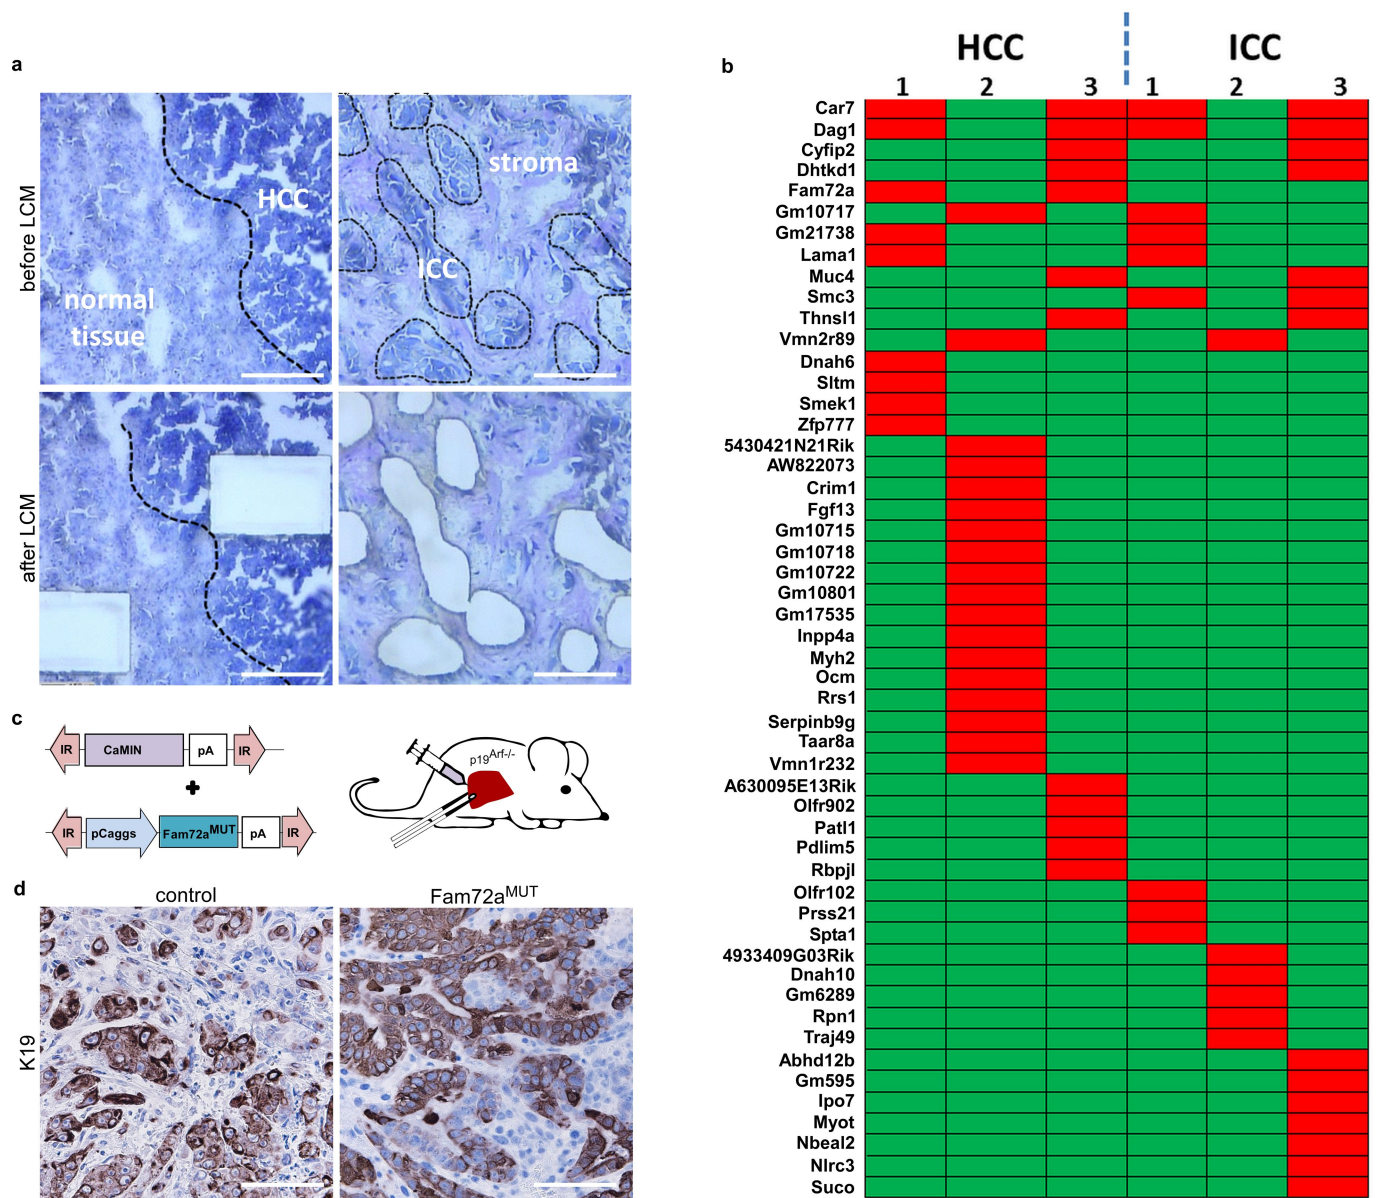 a
before LCM
normal
tissue
HCC
stroma
ICC
after LCM
b
HCC
ICC
1 2 3 1 2 3
Car7
Dag1
Cyfip2
Dhtkd1
Fam72a
Gm10717
Gm21738
Lama1
Muc4
Smc3
Thnsl1
Vmn2r89
Dnah6
Sltm
Smek1
Zfp777
5430421N21Rik
AW822073
Crim1
Fgf13
Gm10715
Gm10718
Gm10722
Gm10801
Gm17535
Inpp4a
Myh2
Ocm
Rrs1
Serpinb9g
Taar8a
Vmn1r232
A630095E13Rik
Olfr902
Patl1
Pdlim5
Rbpjl
Olfr102
Prss21
Spta1
4933409G03Rik
Dnah10
Gm6289
Rpn1
Traj49
Abhd12b
Gm595
Ipo7
Myot
Nbeal2
Nlrc3
Suco
c
IR CaMIN pA IR
+
IR pCaggs Fam72aMUT pA IR
p19Arf-/-
d
control
Fam72aMUT
K19